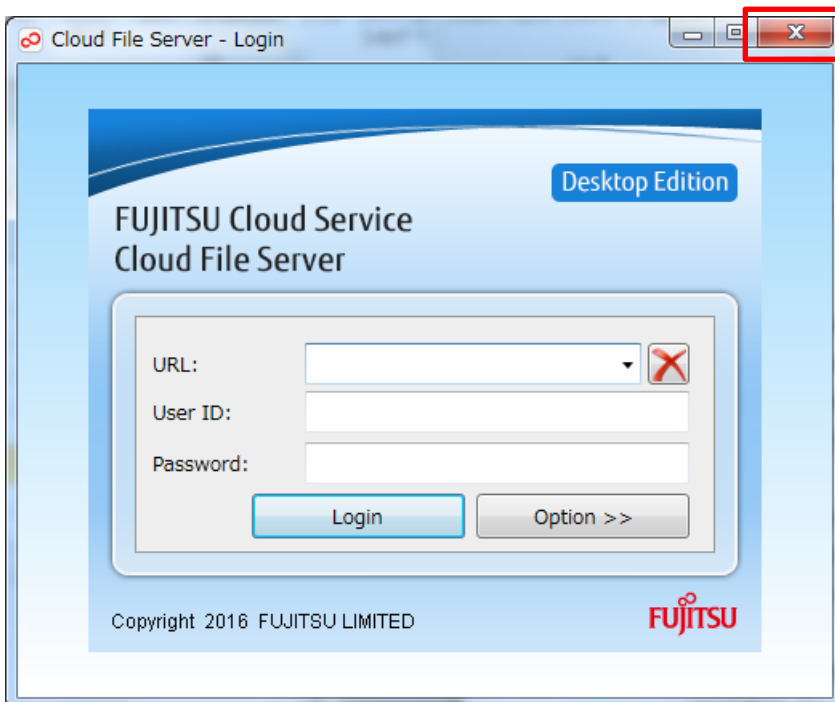 Cloud File Server - Login
Desktop Edition
FUJITSU Cloud Service
Cloud File Server
URL:
User ID:
Password:
Login Option >>
Copyright 2016 FUJITSU LIMITED
FUJITSU